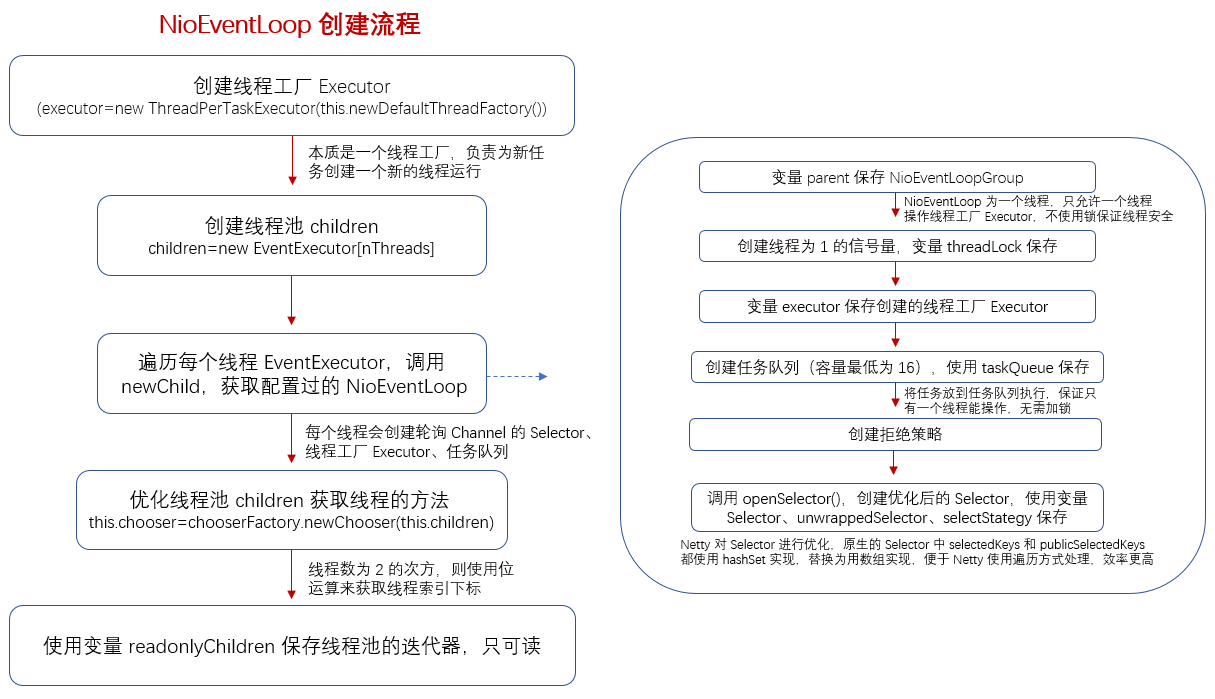 NioEventLoop 创建流程
创建线程工厂 Executor
(executor=new ThreadPerTaskExecutor(this.newDefaultThreadFactory())
本质是一个线程工厂，负责为新任
务创建一个新的线程运行
创建线程池 children
children=new EventExecutor[nThreads]
遍历每个线程 EventExecutor，调用
newChild，获取配置过的 NioEventLoop
每个线程会创建轮询 Channel 的 Selector、
线程工厂 Executor、任务队列
优化线程池 children 获取线程的方法
this.chooser=chooserFactory.newChooser(this.children)
线程数为 2 的次方，则使用位
运算来获取线程索引下标
使用变量 readonlyChildren 保存线程池的迭代器，只可读
变量 parent 保存 NioEventLoopGroup
NioEventLoop 为一个线程，只允许一个线程
操作线程工厂 Executor，不使用锁保证线程安全
创建线程为 1 的信号量，变量 threadLock 保存
变量 executor 保存创建的线程工厂 Executor
创建任务队列（容量最低为 16），使用 taskQueue 保存
将任务放到任务队列执行，保证只
有一个线程能操作，无需加锁
创建拒绝策略
调用 openSelector()，创建优化后的 Selector，使用变量
Selector、unwrappedSelector、selectStategy 保存
Netty 对 Selector 进行优化，原生的 Selector 中 selectedKeys 和 publicSelectedKeys
都使用 hashSet 实现，替换为用数组实现，便于 Netty 使用遍历方式处理，效率更高